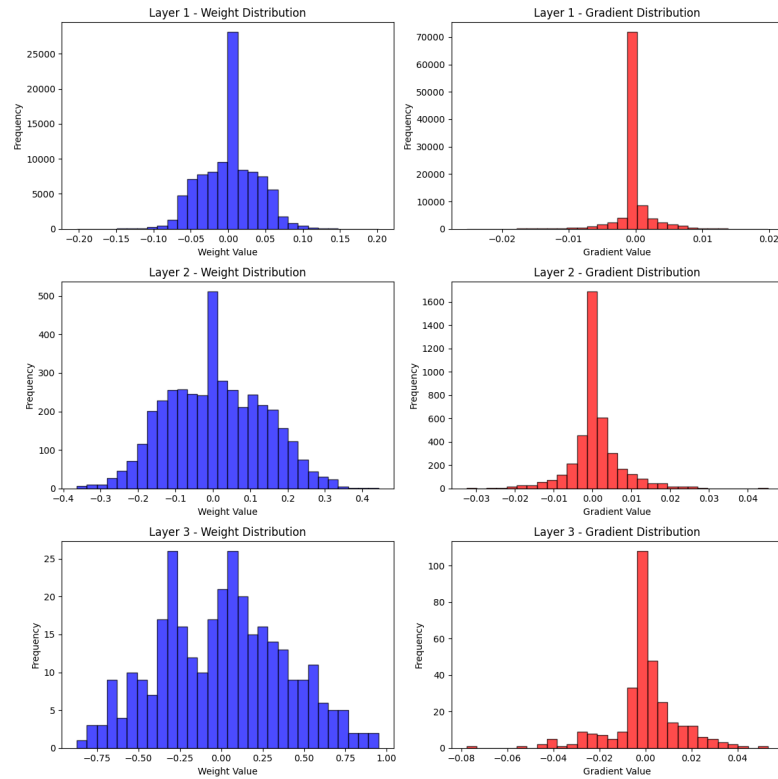 Layer 1 - Weight Distribution
Frequency
25000
20000
15000
10000
5000
0
−0.20 −0.15 −0.10 −0.05 0.00 0.05 0.10 0.15 0.20
Weight Value
Layer 1 - Gradient Distribution
Frequency
70000
60000
50000
40000
30000
20000
10000
0
−0.02 −0.01 0.00 0.01 0.02
Gradient Value
Layer 2 - Weight Distribution
Frequency
500
400
300
200
100
0
−0.4 −0.3 −0.2 −0.1 0.0 0.1 0.2 0.3 0.4
Weight Value
Layer 2 - Gradient Distribution
Frequency
1600
1400
1200
1000
800
600
400
200
0
−0.03 −0.02 −0.01 0.00 0.01 0.02 0.03 0.04
Gradient Value
Layer 3 - Weight Distribution
Frequency
25
20
15
10
5
0
−0.75 −0.50 −0.25 0.00 0.25 0.50 0.75 1.00
Weight Value
Layer 3 - Gradient Distribution
Frequency
100
80
60
40
20
0
−0.08 −0.06 −0.04 −0.02 0.00 0.02 0.04
Gradient Value